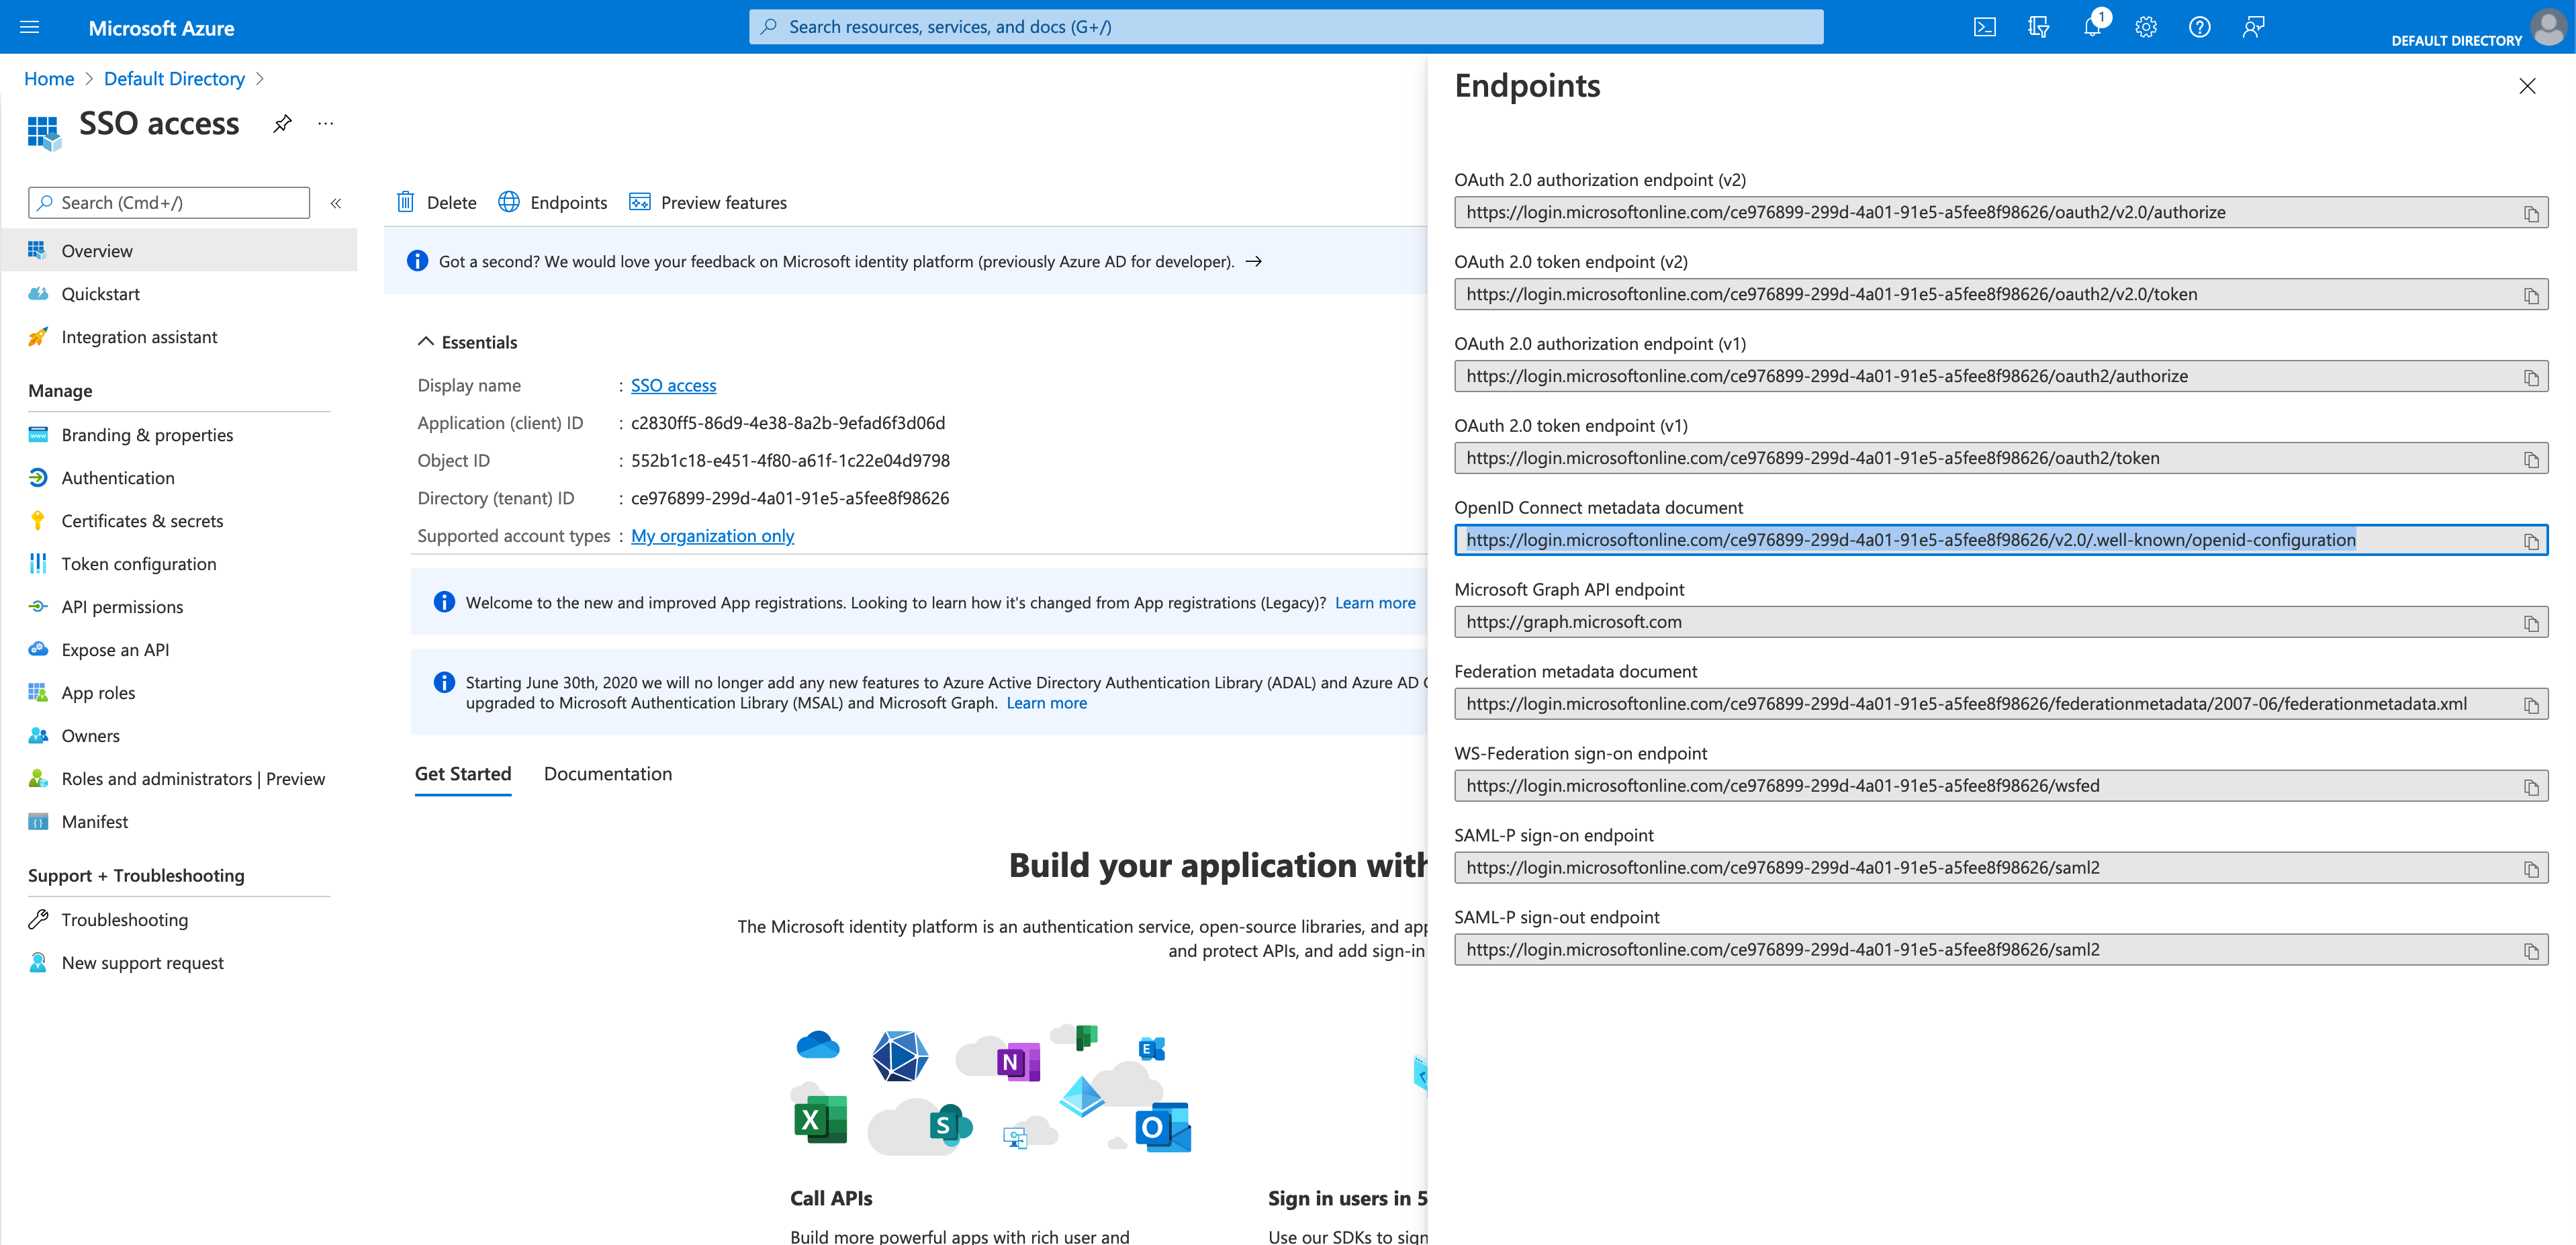 Microsoft Azure
Search resources, services, and docs (G+/)
1
DEFAULT DIRECTORY
Home > Default Directory >
SSO access
...
Search (Cmd+/)
«
Overview
Quickstart
Integration assistant
Manage
Branding & properties
Authentication
Certificates & secrets
Token configuration
API permissions
Expose an API
App roles
Owners
Roles and administrators | Preview
Manifest
Support + Troubleshooting
Troubleshooting
New support request
Delete
Endpoints
Preview features
Got a second? We would love your feedback on Microsoft identity platform (previously Azure AD for developer). →
Essentials
Display name : SSO access
Application (client) ID : c2830ff5-86d9-4e38-8a2b-9efad6f3d06d
Object ID : 552b1c18-e451-4f80-a61f-1c22e04d9798
Directory (tenant) ID : ce976899-299d-4a01-91e5-a5fee8f98626
Supported account types : My organization only
Welcome to the new and improved App registrations. Looking to learn how it's changed from App registrations (Legacy)? Learn more
Starting June 30th, 2020 we will no longer add any new features to Azure Active Directory Authentication Library (ADAL) and Azure AD
upgraded to Microsoft Authentication Library (MSAL) and Microsoft Graph. Learn more
Get Started
Documentation
Build your application with
The Microsoft identity platform is an authentication service, open-source libraries, and app
and protect APIs, and add sign-in
N
E
X
S
O
Call APIs
Build more powerful apps with rich user and
Sign in users in 5
Use our SDKs to sign
Endpoints
OAuth 2.0 authorization endpoint (v2)
https://login.microsoftonline.com/ce976899-299d-4a01-91e5-a5fee8f98626/oauth2/v2.0/authorize
OAuth 2.0 token endpoint (v2)
https://login.microsoftonline.com/ce976899-299d-4a01-91e5-a5fee8f98626/oauth2/v2.0/token
OAuth 2.0 authorization endpoint (v1)
https://login.microsoftonline.com/ce976899-299d-4a01-91e5-a5fee8f98626/oauth2/authorize
OAuth 2.0 token endpoint (v1)
https://login.microsoftonline.com/ce976899-299d-4a01-91e5-a5fee8f98626/oauth2/token
OpenID Connect metadata document
https://login.microsoftonline.com/ce976899-299d-4a01-91e5-a5fee8f98626/v2.0/.well-known/openid-configuration
Microsoft Graph API endpoint
https://graph.microsoft.com
Federation metadata document
https://login.microsoftonline.com/ce976899-299d-4a01-91e5-a5fee8f98626/federationmetadata/2007-06/federationmetadata.xml
WS-Federation sign-on endpoint
https://login.microsoftonline.com/ce976899-299d-4a01-91e5-a5fee8f98626/wsfed
SAML-P sign-on endpoint
https://login.microsoftonline.com/ce976899-299d-4a01-91e5-a5fee8f98626/saml2
SAML-P sign-out endpoint
https://login.microsoftonline.com/ce976899-299d-4a01-91e5-a5fee8f98626/saml2